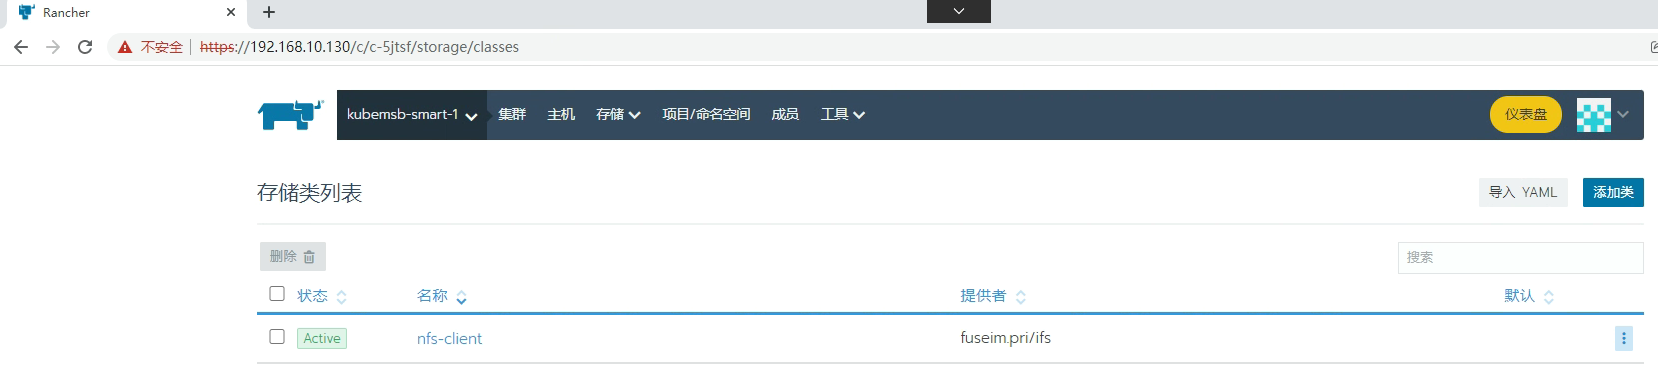 Rancher
不安全 https://192.168.10.130/c/c-5jtsf/storage/classes
kubemsb-smart-1 集群 主机 存储 项目/命名空间 成员 工具 仪表盘
存储类列表 导入 YAML 添加类
删除 搜索
状态 名称 提供者 默认
Active nfs-client fuseim.pri/ifs